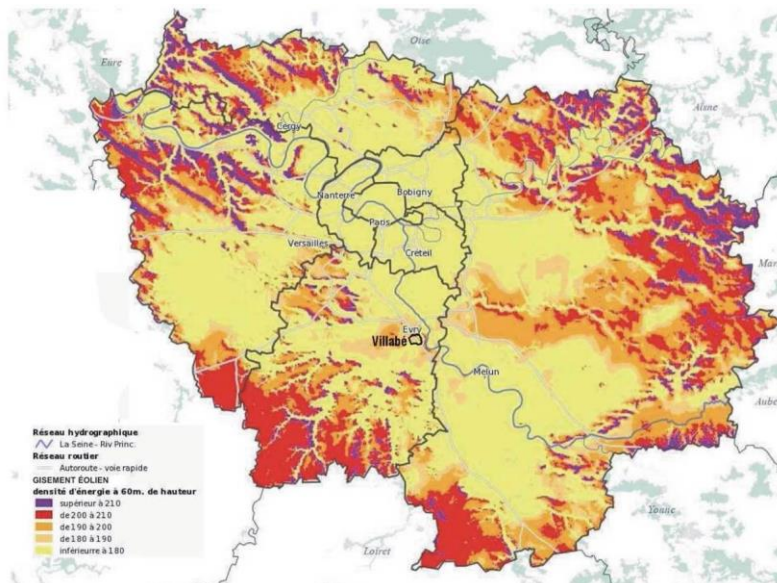 Oise
Eure
Aisne
Cergy
Nanterre
Bobigny
Paris
Versailles
Créteil
Mar
Evry
Villabé
Melun
Aube
Yonne
Loiret
Réseau hydrographique
La Seine - Riv Princ.
Réseau routier
Autoroute - voie rapide
GISEMENT ÉOLIEN
densité d'énergie à 60m. de hauteur
supérieur à 210
de 200 à 210
de 190 à 200
de 180 à 190
inférieurre à 180